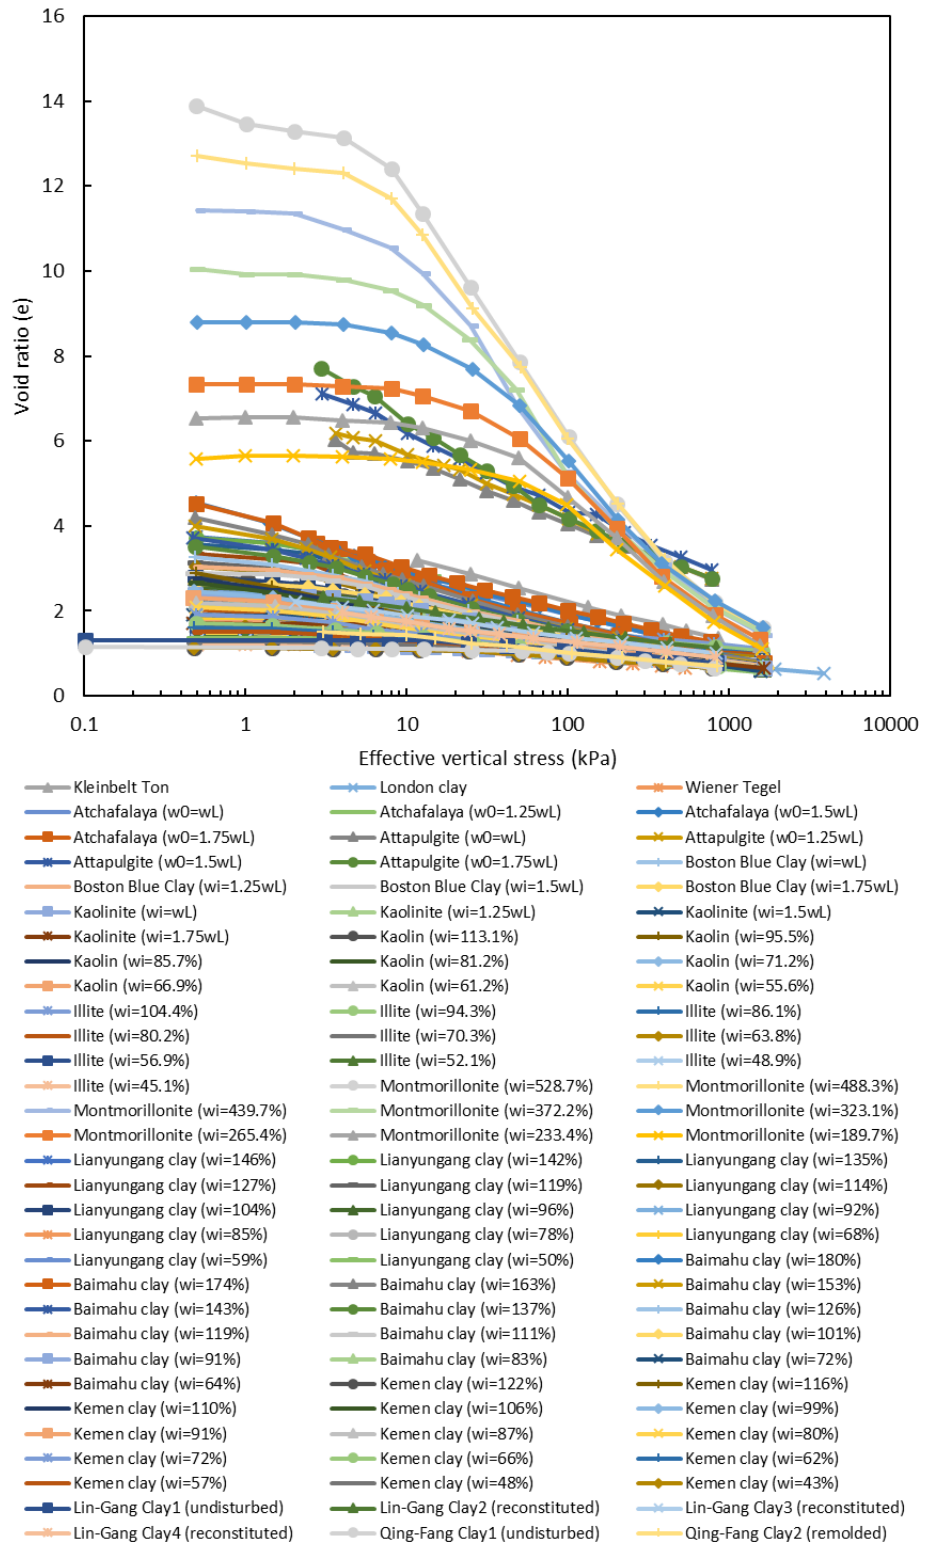 16
14
12
10
8
6
4
2
0
Void ratio (e)
0.1 1 10 100 1000 10000
Effective vertical stress (kPa)
Kleinbelt Ton London clay Wiener Tegel
Atchafalaya (w0=wL) Atchafalaya (w0=1.25wL) Atchafalaya (w0=1.5wL)
Atchafalaya (w0=1.75wL) Attapulgite (w0=wL) Attapulgite (w0=1.25wL)
Attapulgite (w0=1.5wL) Attapulgite (w0=1.75wL) Boston Blue Clay (wi=wL)
Boston Blue Clay (wi=1.25wL) Boston Blue Clay (wi=1.5wL) Boston Blue Clay (wi=1.75wL)
Kaolinite (wi=wL) Kaolinite (wi=1.25wL) Kaolinite (wi=1.5wL)
Kaolinite (wi=1.75wL) Kaolin (wi=113.1%) Kaolin (wi=95.5%)
Kaolin (wi=85.7%) Kaolin (wi=81.2%) Kaolin (wi=71.2%)
Kaolin (wi=66.9%) Kaolin (wi=61.2%) Kaolin (wi=55.6%)
Illite (wi=104.4%) Illite (wi=94.3%) Illite (wi=86.1%)
Illite (wi=80.2%) Illite (wi=70.3%) Illite (wi=63.8%)
Illite (wi=56.9%) Illite (wi=52.1%) Illite (wi=48.9%)
Illite (wi=45.1%) Montmorillonite (wi=528.7%) Montmorillonite (wi=488.3%)
Montmorillonite (wi=439.7%) Montmorillonite (wi=372.2%) Montmorillonite (wi=323.1%)
Montmorillonite (wi=265.4%) Montmorillonite (wi=233.4%) Montmorillonite (wi=189.7%)
Lianyungang clay (wi=146%) Lianyungang clay (wi=142%) Lianyungang clay (wi=135%)
Lianyungang clay (wi=127%) Lianyungang clay (wi=119%) Lianyungang clay (wi=114%)
Lianyungang clay (wi=104%) Lianyungang clay (wi=96%) Lianyungang clay (wi=92%)
Lianyungang clay (wi=85%) Lianyungang clay (wi=78%) Lianyungang clay (wi=68%)
Lianyungang clay (wi=59%) Lianyungang clay (wi=50%) Baimahu clay (wi=180%)
Baimahu clay (wi=174%) Baimahu clay (wi=163%) Baimahu clay (wi=153%)
Baimahu clay (wi=143%) Baimahu clay (wi=137%) Baimahu clay (wi=126%)
Baimahu clay (wi=119%) Baimahu clay (wi=111%) Baimahu clay (wi=101%)
Baimahu clay (wi=91%) Baimahu clay (wi=83%) Baimahu clay (wi=72%)
Baimahu clay (wi=64%) Kemen clay (wi=122%) Kemen clay (wi=116%)
Kemen clay (wi=110%) Kemen clay (wi=106%) Kemen clay (wi=99%)
Kemen clay (wi=91%) Kemen clay (wi=87%) Kemen clay (wi=80%)
Kemen clay (wi=72%) Kemen clay (wi=66%) Kemen clay (wi=62%)
Kemen clay (wi=57%) Kemen clay (wi=48%) Kemen clay (wi=43%)
Lin-Gang Clay1 (undisturbed) Lin-Gang Clay2 (reconstituted) Lin-Gang Clay3 (reconstituted)
Lin-Gang Clay4 (reconstituted) Qing-Fang Clay1 (undisturbed) Qing-Fang Clay2 (remolded)